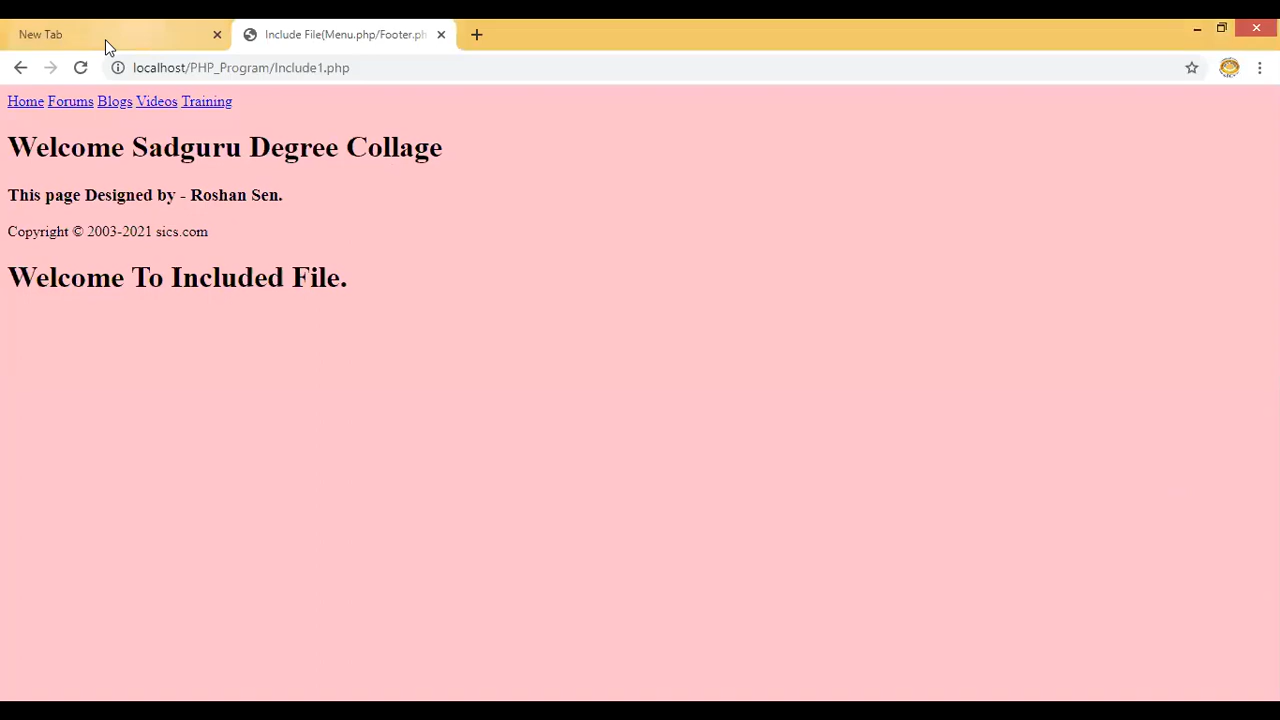 New Tab
Include File(Menu.php/Footer.ph
localhost/PHP_Program/Include1.php
Home Forums Blogs Videos Training
Welcome Sadguru Degree Collage
This page Designed by - Roshan Sen.
Copyright © 2003-2021 sics.com
Welcome To Included File.